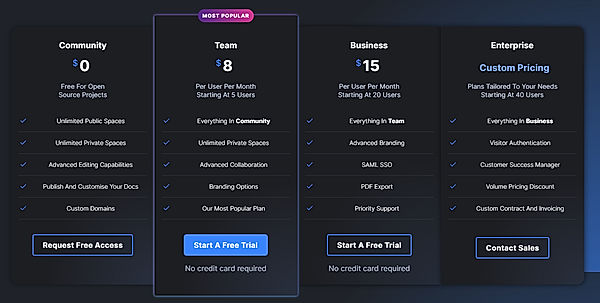 MOST POPULAR
Community
$0
Free For Open
Source Projects
Unlimited Public Spaces
Unlimited Private Spaces
Advanced Editing Capabilities
Publish And Customise Your Docs
Custom Domains
Request Free Access
Team
$8
Per User Per Month
Starting At 5 Users
Everything In Community
Unlimited Private Spaces
Advanced Collaboration
Branding Options
Our Most Popular Plan
Start A Free Trial
No credit card required
Business
$15
Per User Per Month
Starting At 20 Users
Everything In Team
Advanced Branding
SAML SSO
PDF Export
Priority Support
Start A Free Trial
No credit card required
Enterprise
Custom Pricing
Plans Tailored To Your Needs
Starting At 40 Users
Everything In Business
Visitor Authentication
Customer Success Manager
Volume Pricing Discount
Custom Contract And Invoicing
Contact Sales